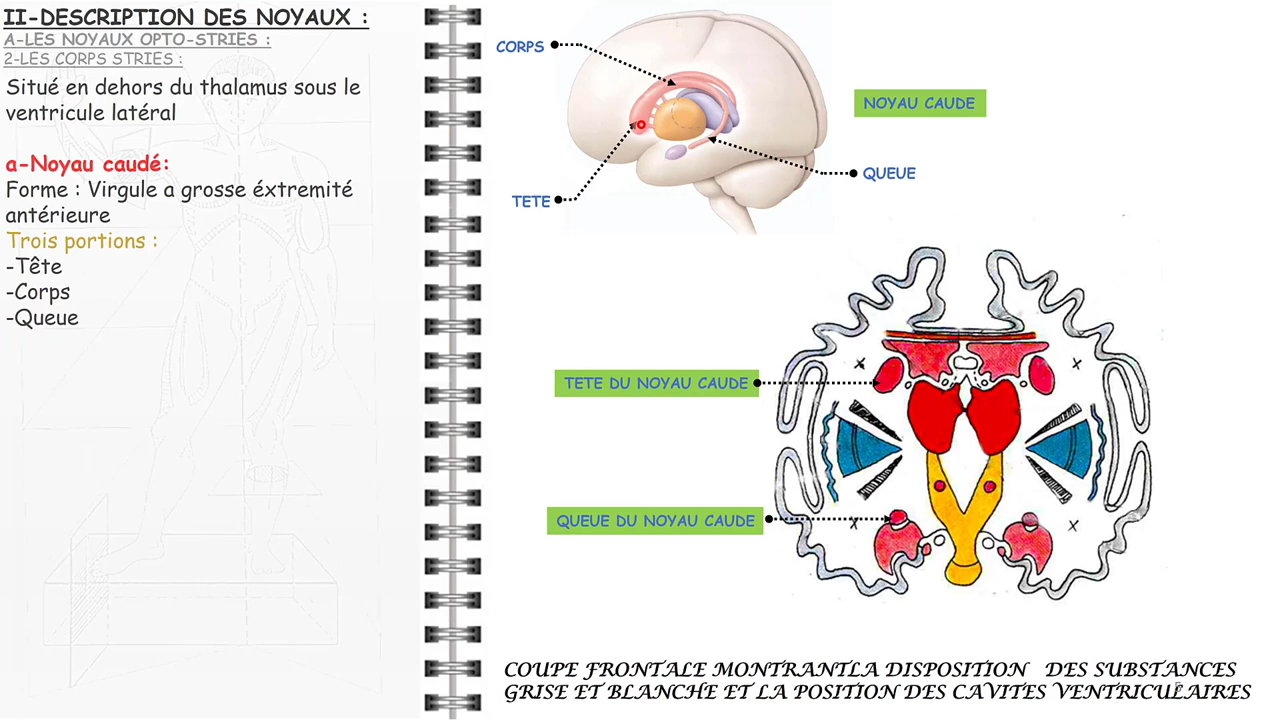 II-DESCRIPTION DES NOYAUX :
A-LES NOYAUX OPTO-STRIES :
2-LES CORPS STRIES :
Situé en dehors du thalamus sous le
ventricule latéral
a-Noyau caudé:
Forme : Virgule a grosse éxtremité
antérieure
Trois portions :
-Tête
-Corps
-Queue
CORPS
NOYAU CAUDE
QUEUE
TETE
TETE DU NOYAU CAUDE
QUEUE DU NOYAU CAUDE
COUPE FRONTALE MONTRANTLA DISPOSITION DES SUBSTANCES
GRISE ET BLANCHE ET LA POSITION DES CAVITES VENTRICULAIRES